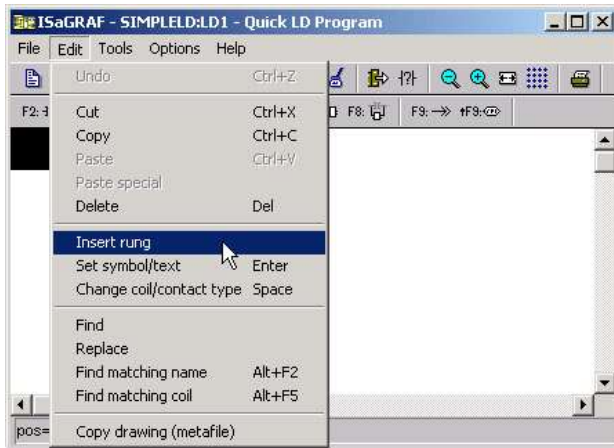 ISaGRAF - SIMPLELD:LD1 - Quick LD Program
File Edit Tools Options Help
Undo Ctrl+Z
F2: F8: F9: F9:
Cut Ctrl+X
Copy Ctrl+C
Paste Ctrl+V
Paste special
Delete Del
Insert rung
Set symbol/text Enter
Change coil/contact type Space
Find
Replace
Find matching name Alt+F2
Find matching coil Alt+F5
pos=
Copy drawing (metafile)